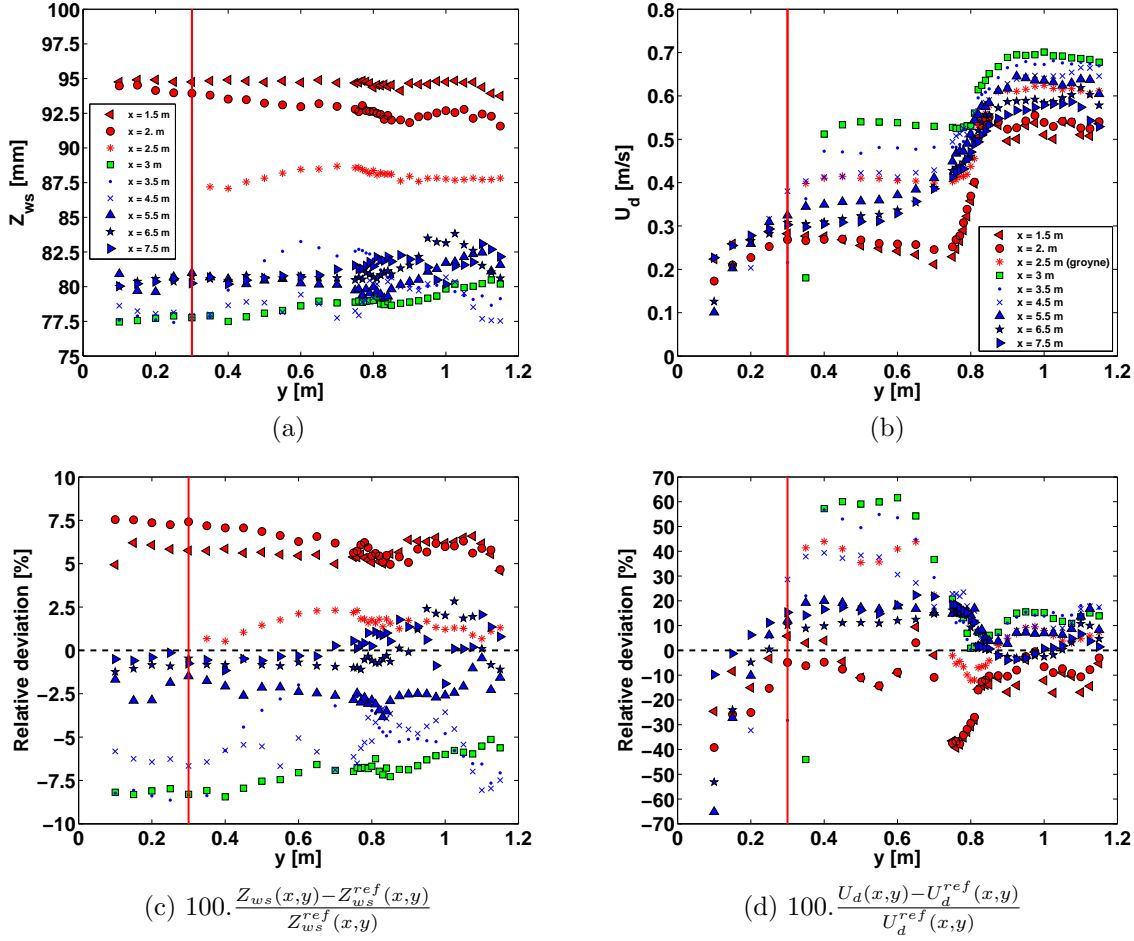 100
97.5
95
92.5
90
87.5
85
82.5
80
77.5
75
Z_ws [mm]
x = 1.5 m
x = 2. m
x = 2.5 m
x = 3 m
x = 3.5 m
x = 4.5 m
x = 5.5 m
x = 6.5 m
x = 7.5 m
0 0.2 0.4 0.6 0.8 1 1.2
y [m]
(a)
0.8
0.7
0.6
0.5
0.4
0.3
0.2
0.1
0
U_d [m/s]
x = 1.5 m
x = 2. m
x = 2.5 m (groyne)
x = 3 m
x = 3.5 m
x = 4.5 m
x = 5.5 m
x = 6.5 m
x = 7.5 m
0 0.2 0.4 0.6 0.8 1 1.2
y [m]
(b)
10
7.5
5
2.5
0
−2.5
−5
−7.5
−10
Relative deviation [%]
0 0.2 0.4 0.6 0.8 1 1.2
y [m]
(c) 100.\frac{Z_{ws}(x,y)−Z_{ws}^{ref}(x,y)}{Z_{ws}^{ref}(x,y)}
70
60
50
40
30
20
10
0
−10
−20
−30
−40
−50
−60
−70
Relative deviation [%]
0 0.2 0.4 0.6 0.8 1 1.2
y [m]
(d) 100.\frac{U_d(x,y)−U_d^{ref}(x,y)}{U_d^{ref}(x,y)}